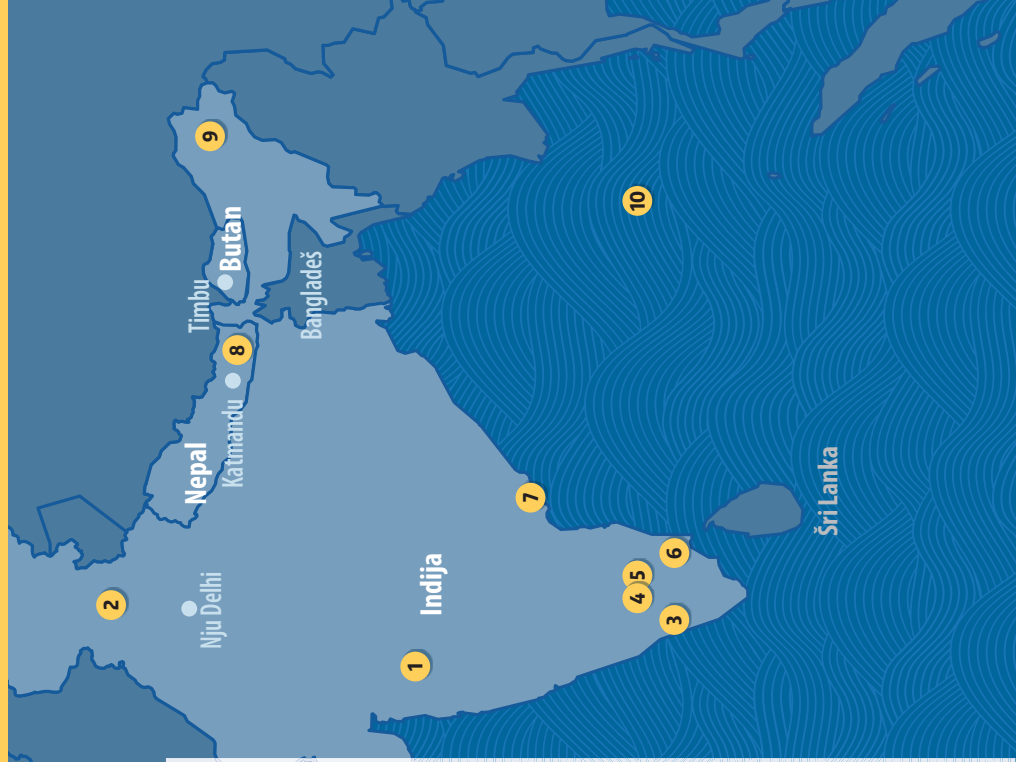 2
Nepal
Timbu
Nju Delhi
9
Butan
Katmandu
8
Bangladeš
1
Indija
7
4
5
10
3
6
Šri Lanka